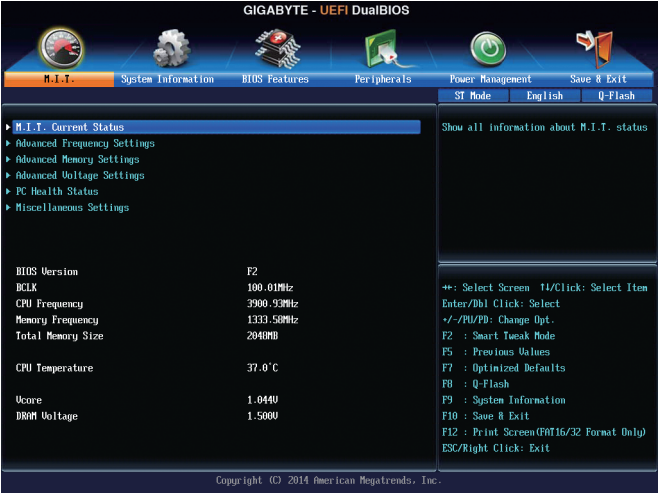 GIGABYTE - UEFI DualBIOS
M.I.T.
System Information
BIOS Features
Peripherals
Power Management
Save & Exit
ST Mode
English
Q-Flash
M.I.T. Current Status
Advanced Frequency Settings
Advanced Memory Settings
Advanced Voltage Settings
PC Health Status
Miscellaneous Settings
Show all information about M.I.T. status
BIOS Version F2
BCLK 100.01MHz
CPU Frequency 3900.93MHz
Memory Frequency 1333.58MHz
Total Memory Size 2048MB
CPU Temperature 37.0°C
Vcore 1.044V
DRAM Voltage 1.500V
→←: Select Screen ↑↓/Click: Select Item
Enter/Dbl Click: Select
+/-/PU/PD: Change Opt.
F2 : Smart Tweak Mode
F5 : Previous Values
F7 : Optimized Defaults
F8 : Q-Flash
F9 : System Information
F10 : Save & Exit
F12 : Print Screen(FAT16/32 Format Only)
ESC/Right Click: Exit
Copyright (C) 2014 American Megatrends, Inc.